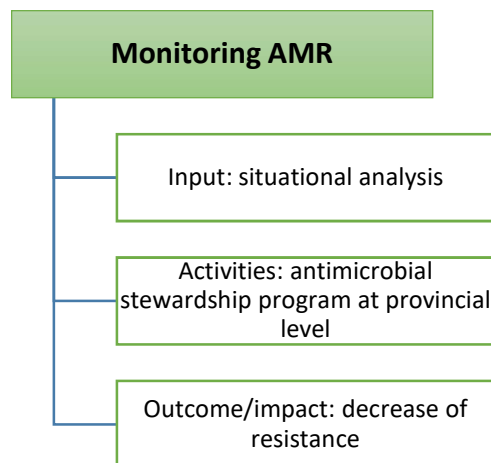 Monitoring AMR
Input: situational analysis
Activities: antimicrobial
stewardship program at provincial
level
Outcome/impact: decrease of
resistance